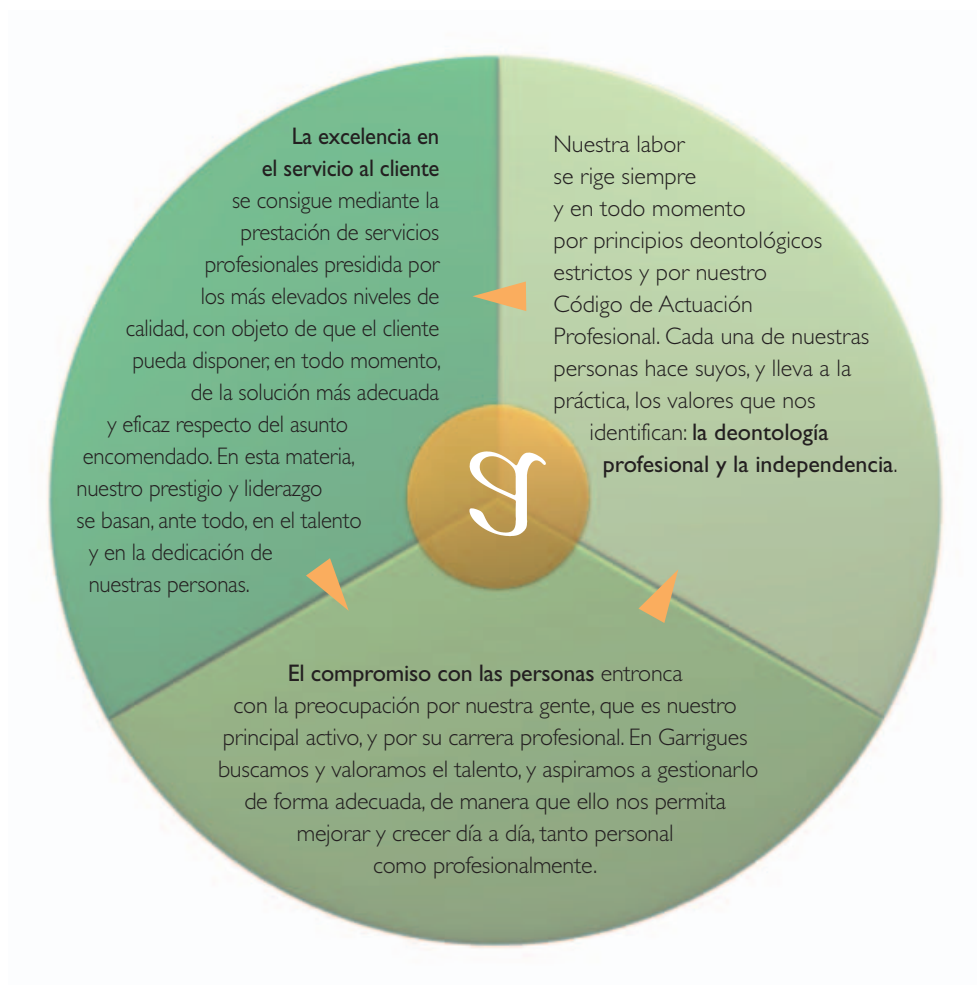 La excelencia en
el servicio al cliente
se consigue mediante la
prestación de servicios
profesionales presidida por
los más elevados niveles de
calidad, con objeto de que el cliente
pueda disponer, en todo momento,
de la solución más adecuada
y eficaz respecto del asunto
encomendado. En esta materia,
nuestro prestigio y liderazgo
se basan, ante todo, en el talento
y en la dedicación de
nuestras personas.
Nuestra labor
se rige siempre
y en todo momento
por principios deontológicos
estrictos y por nuestro
Código de Actuación
Profesional. Cada una de nuestras
personas hace suyos, y lleva a la
práctica, los valores que nos
identifican: la deontología
profesional y la independencia.
g
El compromiso con las personas entronca
con la preocupación por nuestra gente, que es nuestro
principal activo, y por su carrera profesional. En Garrigues
buscamos y valoramos el talento, y aspiramos a gestionarlo
de forma adecuada, de manera que ello nos permita
mejorar y crecer día a día, tanto personal
como profesionalmente.